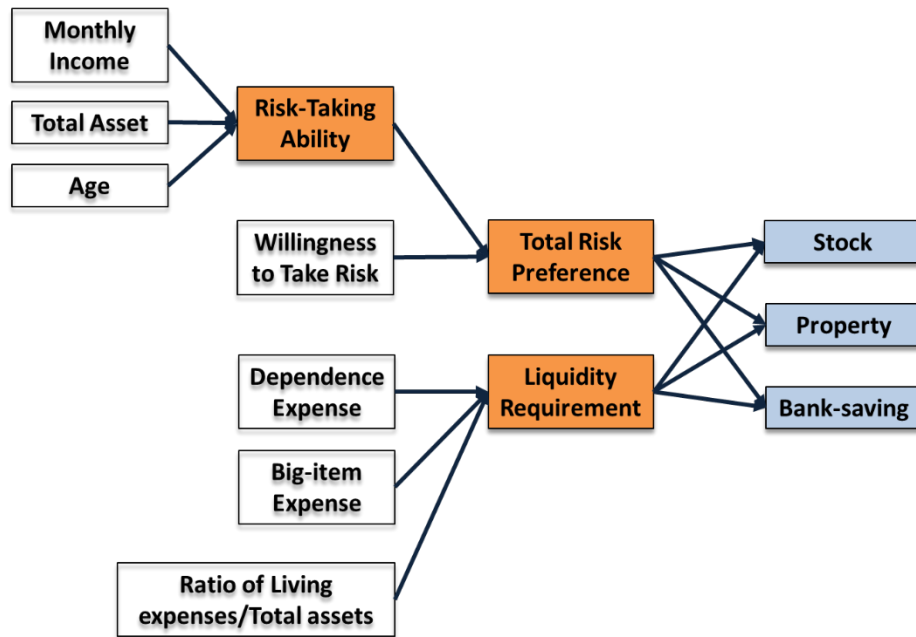 Monthly
Income
Total Asset
Age
Risk-Taking
Ability
Willingness
to Take Risk
Total Risk
Preference
Dependence
Expense
Big-item
Expense
Ratio of Living
expenses/Total assets
Liquidity
Requirement
Stock
Property
Bank-saving